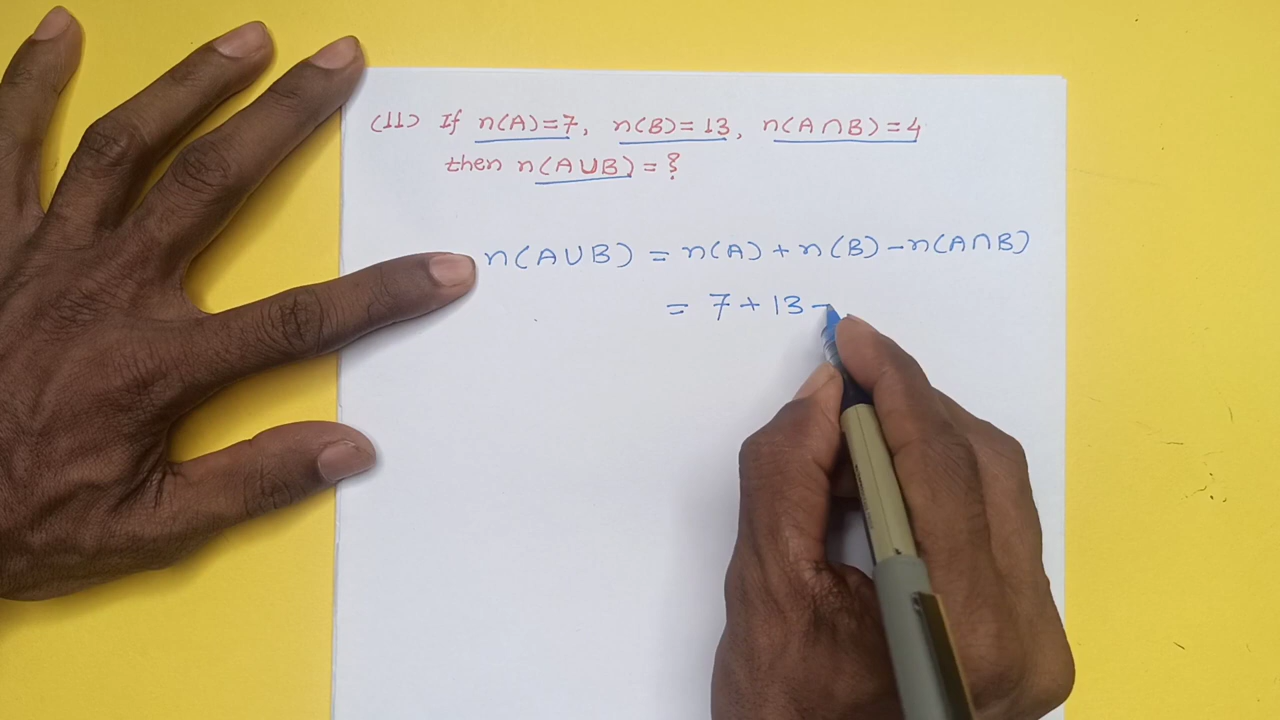 (11) If n(A)=7, n(B)=13, n(A∩B)=4
then n(A∪B)=?
n(A∪B) = n(A)+n(B)-n(A∩B)
= 7+13-